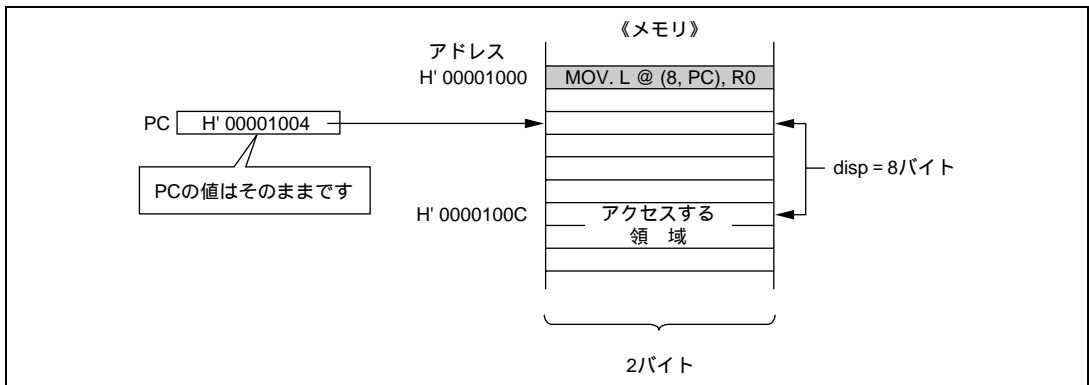 《メモリ》
アドレス
H' 00001000 MOV. L @ (8, PC), R0
PC H' 00001004
PCの値はそのままです
disp = 8バイト
H' 0000100C アクセスする
領 域
2バイト